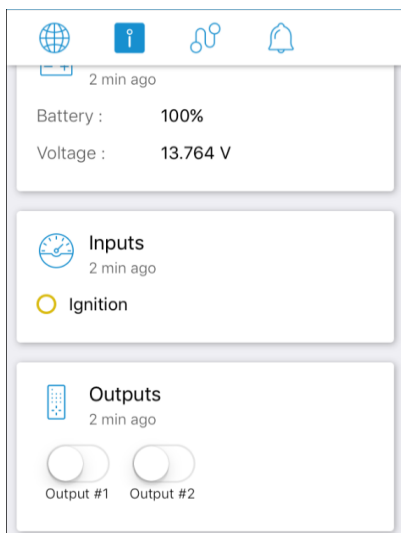 2 min ago
Battery : 100%
Voltage : 13.764 V
Inputs
2 min ago
Ignition
Outputs
2 min ago
Output #1 Output #2